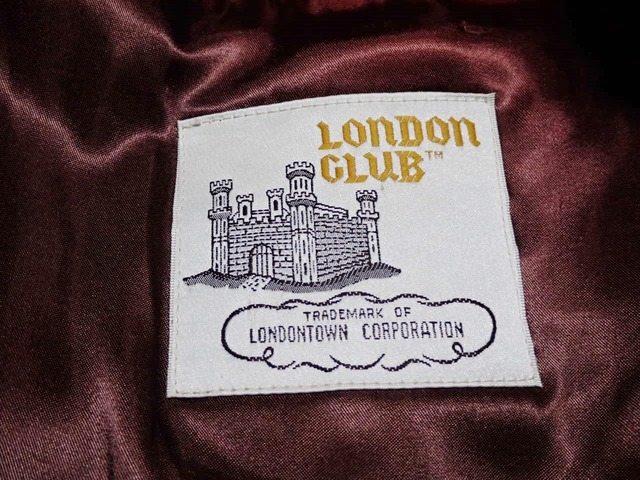 LONDON
CLUB™
TRADEMARK OF
LONDONTOWN CORPORATION